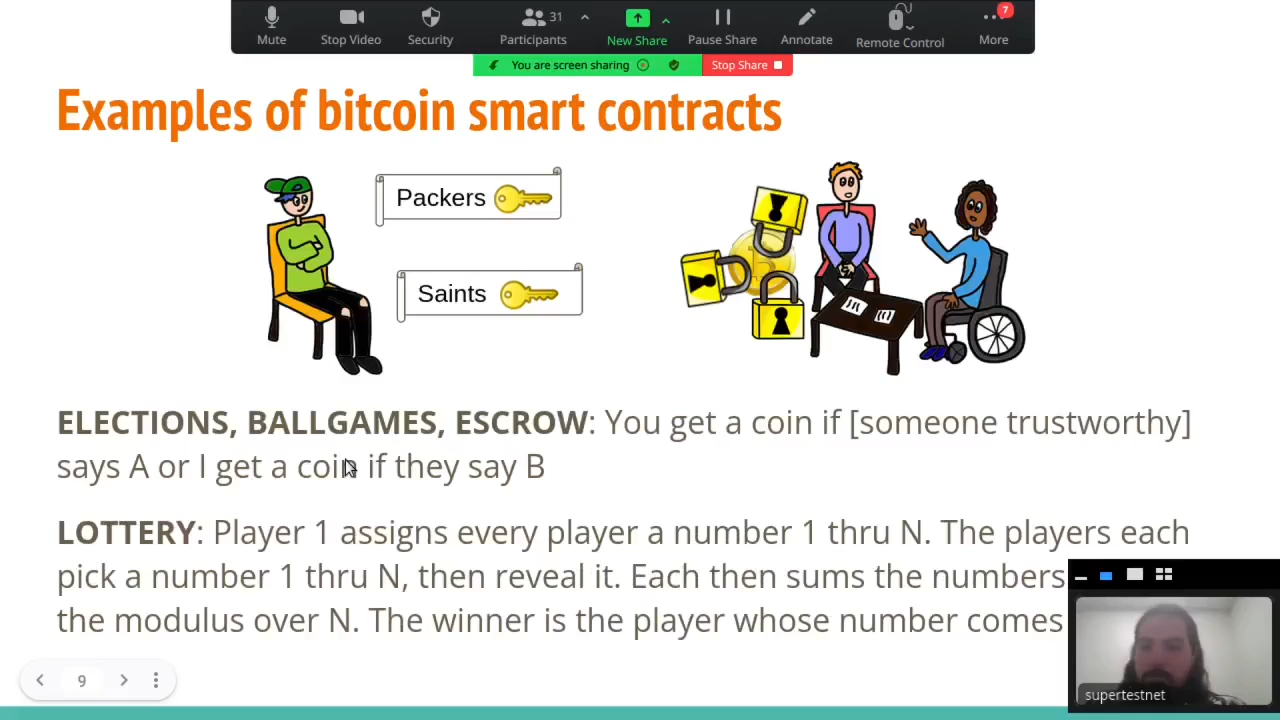 7
31
Mute
Stop Video
Security
Participants
New Share
Pause Share
Annotate
Remote Control
More
You are screen sharing
Stop Share
Examples of bitcoin smart contracts
Packers
Saints
ELECTIONS, BALLGAMES, ESCROW: You get a coin if [someone trustworthy]
says A or I get a coin if they say B
LOTTERY: Player 1 assigns every player a number 1 thru N. The players each
pick a number 1 thru N, then reveal it. Each then sums the numbers
the modulus over N. The winner is the player whose number comes
9
supertestnet